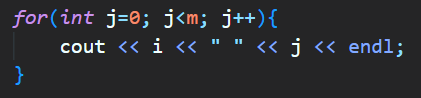 for(int j=0; j<m; j++){
    cout << i << " " << j << endl;
}